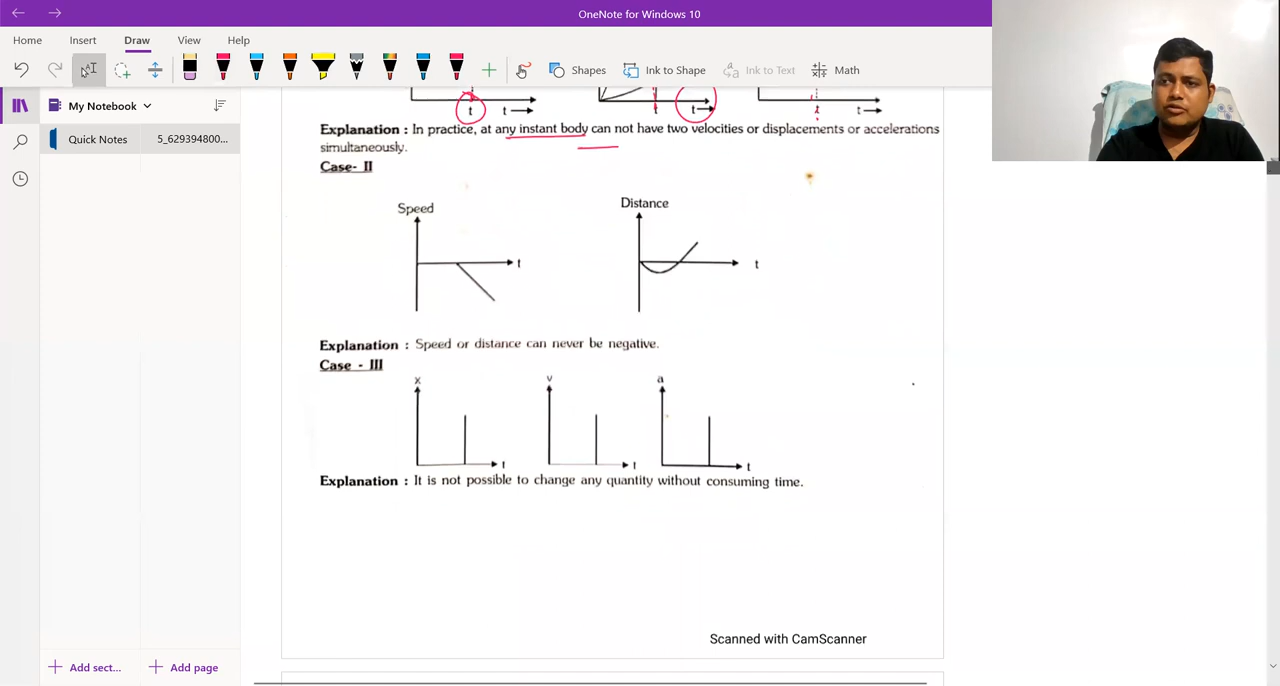 OneNote for Windows 10
Home Insert Draw View Help
Shapes Ink to Shape Ink to Text Math
My Notebook
Quick Notes 5_629394800...
t t t t t
Explanation : In practice, at any instant body can not have two velocities or displacements or accelerations
simultaneously.
Case- II
Speed
t
Distance
t
Explanation : Speed or distance can never be negative.
Case - III
x v a
t t t
Explanation : It is not possible to change any quantity without consuming time.
Scanned with CamScanner
Add sect... Add page